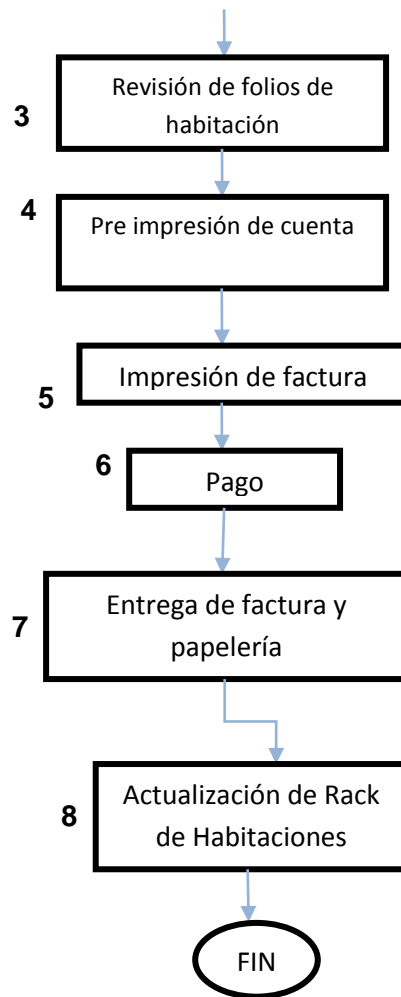 3
Revisión de folios de
habitación
4
Pre impresión de cuenta
5
Impresión de factura
6
Pago
7
Entrega de factura y
papelería
8
Actualización de Rack
de Habitaciones
FIN